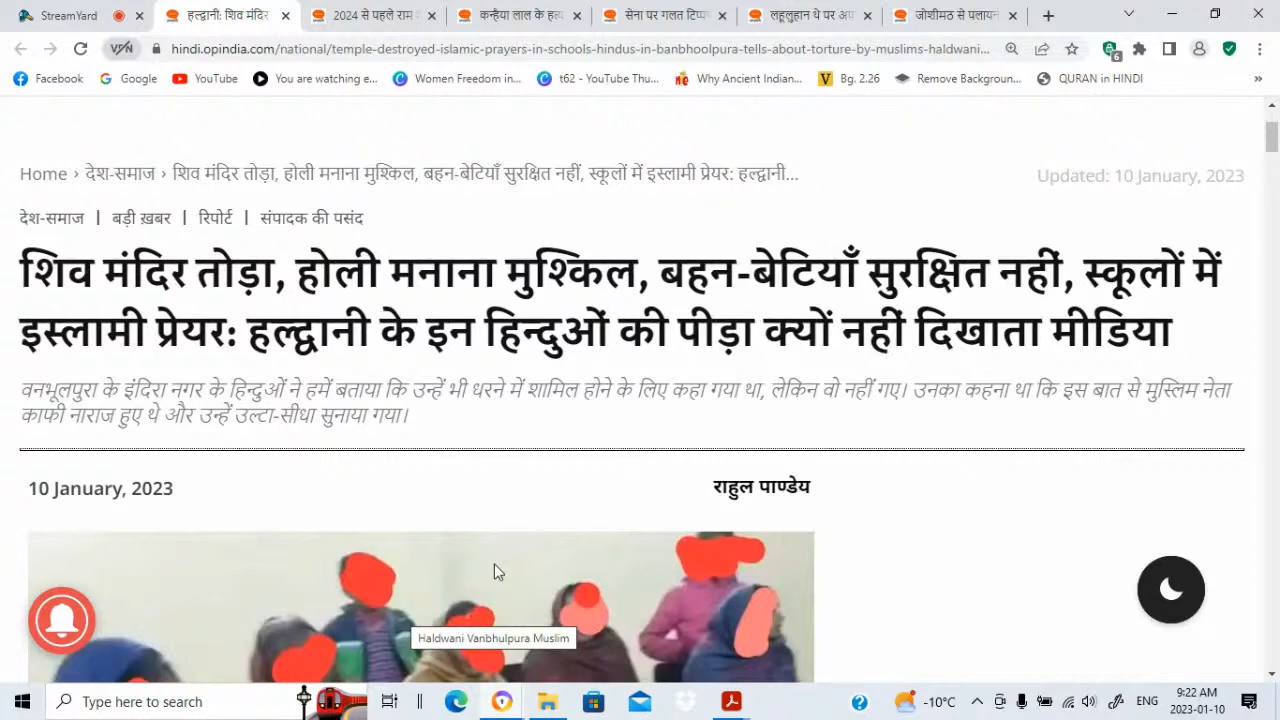 StreamYard
हल्द्वानी: शिव मंदिर
2024 से पहले राम
कन्हैया लाल के हत्य
सेना पर गलत टिप्प
लहूलुहान थे पर अप
जोशीमठ से पलायन
VPN
hindi.opindia.com/national/temple-destroyed-islamic-prayers-in-schools-hindus-in-banbhoolpura-tells-about-torture-by-muslims-haldwani...
6
Facebook
Google
YouTube
You are watching e...
Women Freedom in...
t62 - YouTube Thu...
Why Ancient Indian...
V Bg. 2.26
Remove Backgroun...
QURAN in HINDI
»
Home › देश-समाज › शिव मंदिर तोड़ा, होली मनाना मुश्किल, बहन-बेटियाँ सुरक्षित नहीं, स्कूलों में इस्लामी प्रेयर: हल्द्वानी...
Updated: 10 January, 2023
देश-समाज | बड़ी ख़बर | रिपोर्ट | संपादक की पसंद
शिव मंदिर तोड़ा, होली मनाना मुश्किल, बहन-बेटियाँ सुरक्षित नहीं, स्कूलों में
इस्लामी प्रेयर: हल्द्वानी के इन हिन्दुओं की पीड़ा क्यों नहीं दिखाता मीडिया
वनभूलपुरा के इंदिरा नगर के हिन्दुओं ने हमें बताया कि उन्हें भी धरने में शामिल होने के लिए कहा गया था, लेकिन वो नहीं गए। उनका कहना था कि इस बात से मुस्लिम नेता
काफी नाराज हुए थे और उन्हें उल्टा-सीधा सुनाया गया।
10 January, 2023
राहुल पाण्डेय
Haldwani Vanbhulpura Muslim
Type here to search
-10°C
ENG
9:22 AM
2023-01-10